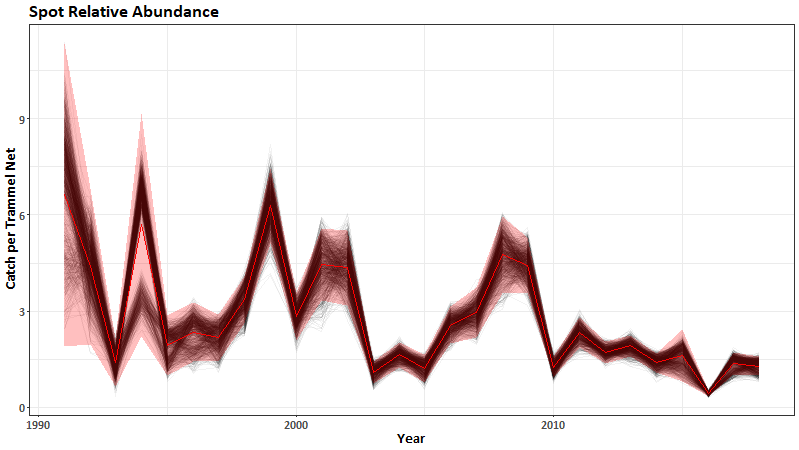 Spot Relative Abundance
Catch per Trammel Net
9
6
3
0
1990
2000
2010
Year